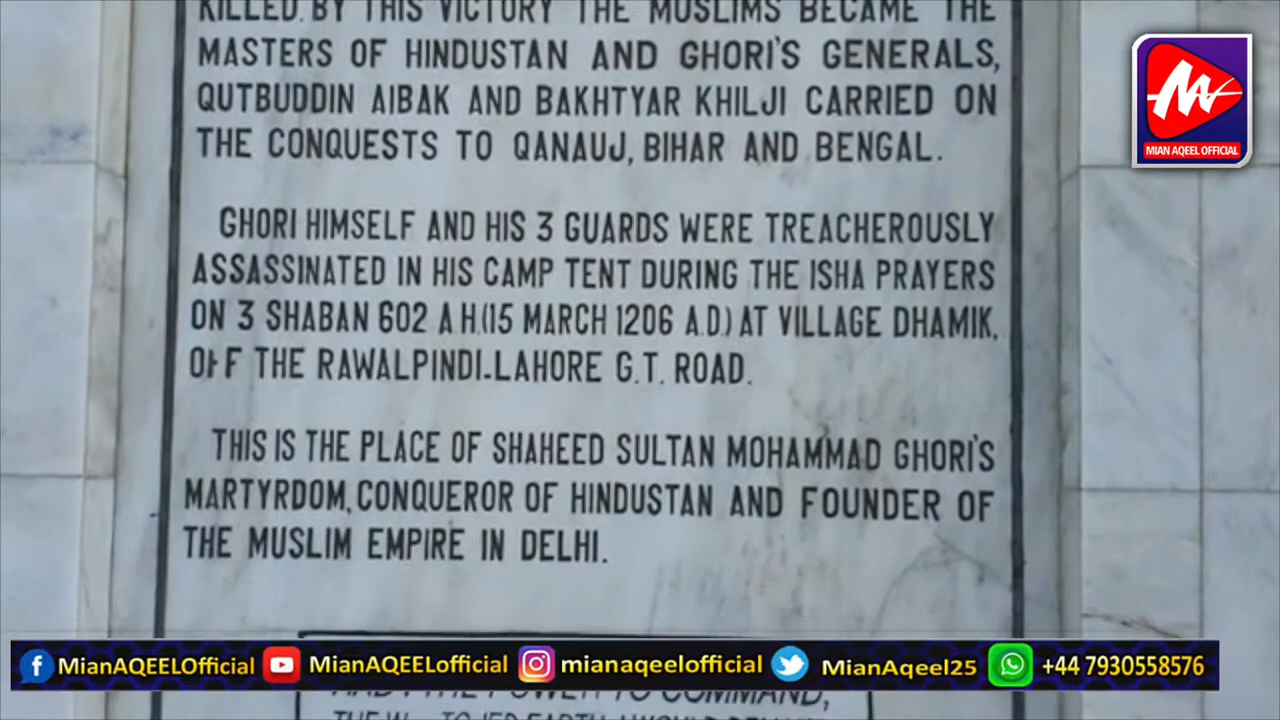 KILLED. BY THIS VICTORY THE MUSLIMS BECAME THE
MASTERS OF HINDUSTAN AND GHORI'S GENERALS,
QUTBUDDIN AIBAK AND BAKHTYAR KHILJI CARRIED ON
THE CONQUESTS TO QANAUJ, BIHAR AND BENGAL.
GHORI HIMSELF AND HIS 3 GUARDS WERE TREACHEROUSLY
ASSASSINATED IN HIS CAMP TENT DURING THE ISHA PRAYERS
ON 3 SHABAN 602 A.H.(15 MARCH 1206 A.D.) AT VILLAGE DHAMIK,
OFF THE RAWALPINDI-LAHORE G.T. ROAD.
THIS IS THE PLACE OF SHAHEED SULTAN MOHAMMAD GHORI'S
MARTYRDOM, CONQUEROR OF HINDUSTAN AND FOUNDER OF
THE MUSLIM EMPIRE IN DELHI.
MIAN AQEEL OFFICIAL
MianAQEELOfficial MianAQEELofficial mianaqeelofficial MianAqeel25 +44 7930558576
THE POWER TO COMMAND,